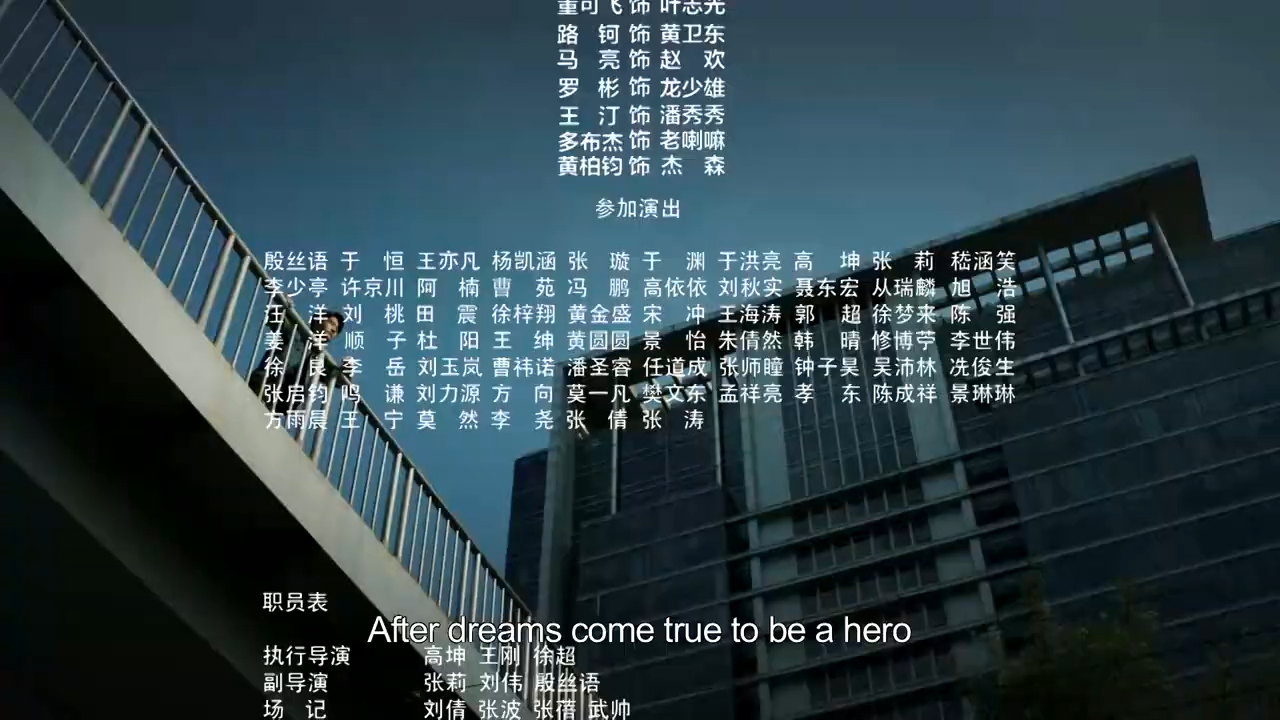 董可飞 饰 叶志光
路 钶 饰 黄卫东
马 亮 饰 赵 欢
罗 彬 饰 龙少雄
王 汀 饰 潘秀秀
多布杰 饰 老喇嘛
黄柏钧 饰 杰 森
参加演出
殷丝语 于 恒 王亦凡 杨凯涵 张 璇 于 渊 于洪亮 高 坤 张 莉 嵇涵笑
李少亭 许京川 阿 楠 曹 苑 冯 鹏 高依依 刘秋实 聂东宏 从瑞麟 旭 浩
汪 洋 刘 桃 田 震 徐梓翔 黄金盛 宋 冲 王海涛 郭 超 徐梦来 陈 强
姜 洋 顺 子 杜 阳 王 绅 黄圆圆 景 怡 朱倩然 韩 晴 修博苧 李世伟
徐 良 李 岳 刘玉岚 曹祎诺 潘圣睿 任道成 张师瞳 钟子昊 吴沛林 冼俊生
张启钧 鸣 谦 刘力源 方 向 莫一凡 樊文东 孟祥亮 孝 东 陈成祥 景琳琳
方雨晨 王 宁 莫 然 李 尧 张 倩 张 涛
职员表
After dreams come true to be a hero
执行导演 高坤 王刚 徐超
副导演 张莉 刘伟 殷丝语
场 记 刘倩 张波 张蓓 武帅